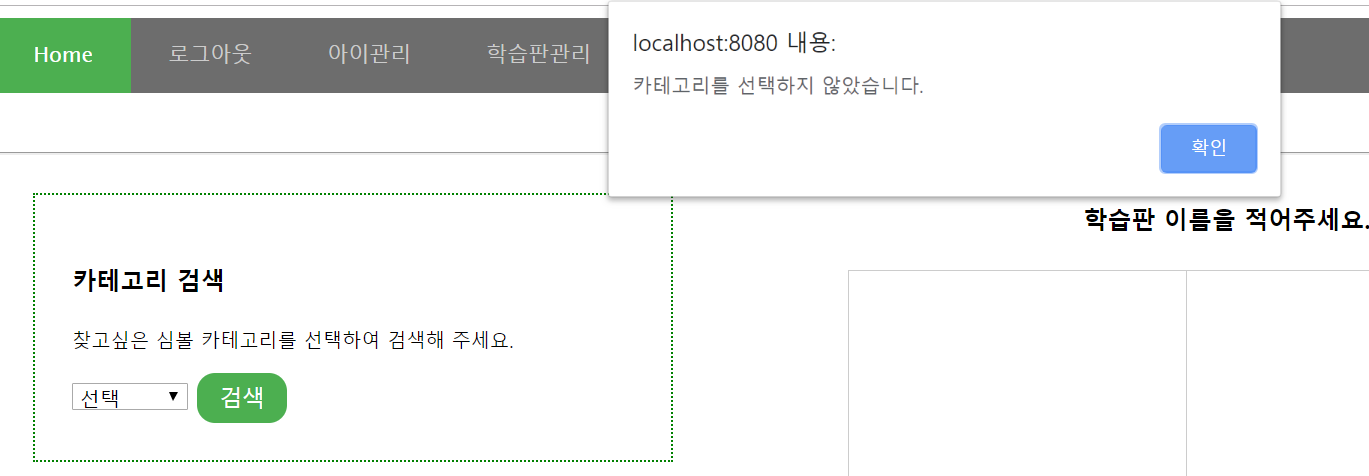 Home 로그아웃 아이관리 학습판관리
localhost:8080 내용:
카테고리를 선택하지 않았습니다.
확인
카테고리 검색
찾고싶은 심볼 카테고리를 선택하여 검색해 주세요.
선택 ▼ 검색
학습판 이름을 적어주세요.